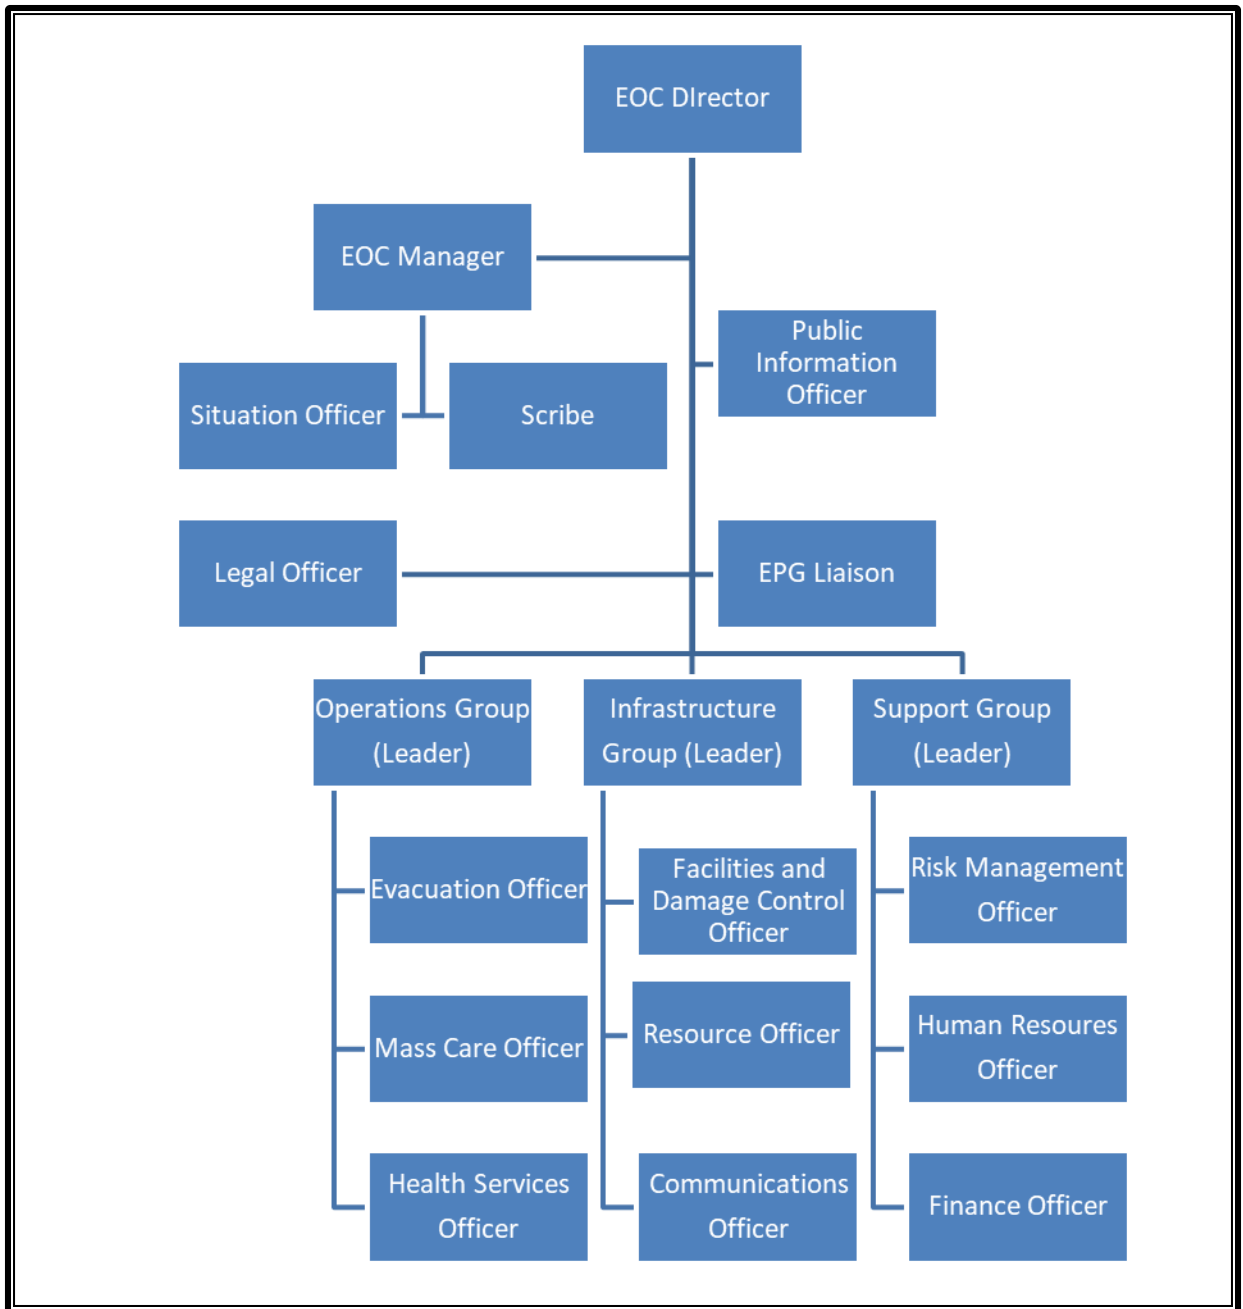 EOC DIrector
EOC Manager
Public
Information
Officer
Situation Officer
Scribe
Legal Officer
EPG Liaison
Operations Group
(Leader)
Infrastructure
Group (Leader)
Support Group
(Leader)
Evacuation Officer
Facilities and
Damage Control
Officer
Risk Management
Officer
Mass Care Officer
Resource Officer
Human Resoures
Officer
Health Services
Officer
Communications
Officer
Finance Officer